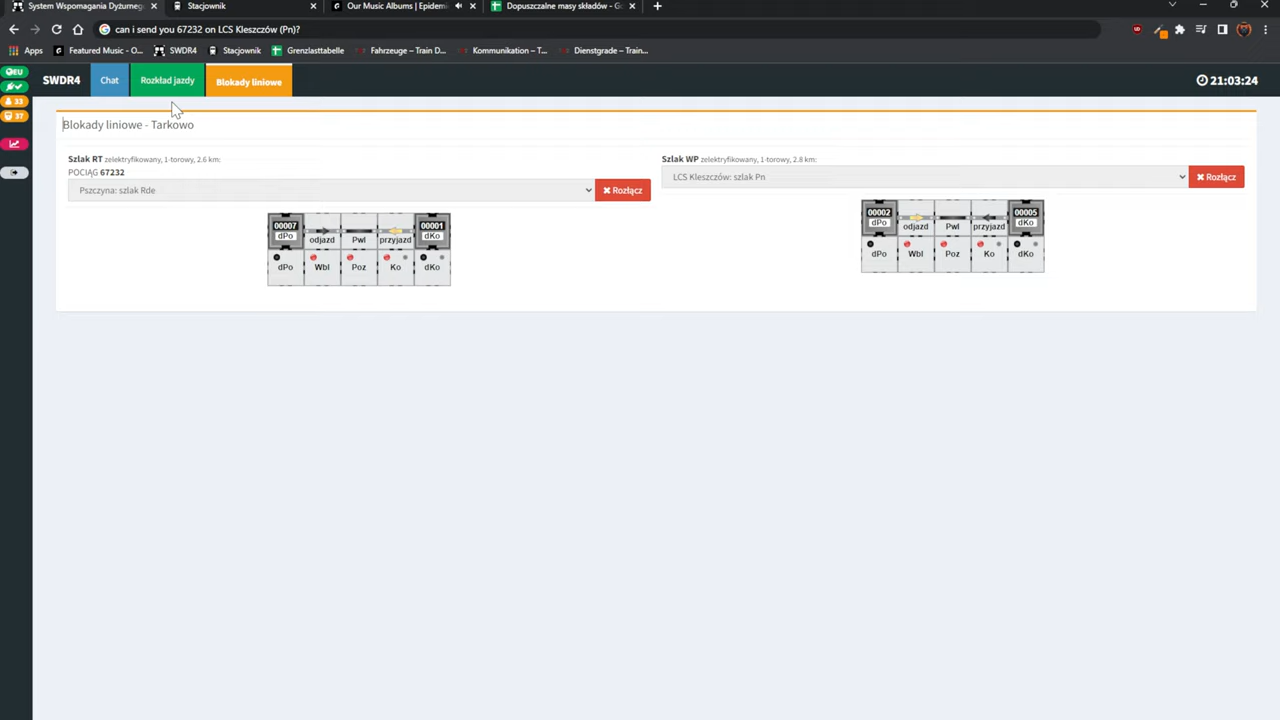 System Wspomagania Dyżurneg
Stacjownik
Our Music Albums | Epidemi
Dopuszczalne masy składów - Go
can i send you 67232 on LCS Kleszczów (Pn)?
Apps
Featured Music - O...
SWDR4
Stacjownik
Grenzlasttabelle
Fahrzeuge – Train D...
Kommunikation – T...
Dienstgrade – Train...
EU
SWDR4
Chat
Rozkład jazdy
Blokady liniowe
21:03:24
33
37
Blokady liniowe - Tarkowo
Szlak RT zelektryfikowany, 1-torowy, 2.6 km:
POCIĄG 67232
Pszczyna: szlak Rde
Rozłącz
00007
dPo
odjazd
Pwl
przyjazd
00001
dKo
dPo
Wbl
Poz
Ko
dKo
Szlak WP zelektryfikowany, 1-torowy, 2.8 km:
LCS Kleszczów: szlak Pn
Rozłącz
00002
dPo
odjazd
Pwl
przyjazd
00005
dKo
dPo
Wbl
Poz
Ko
dKo